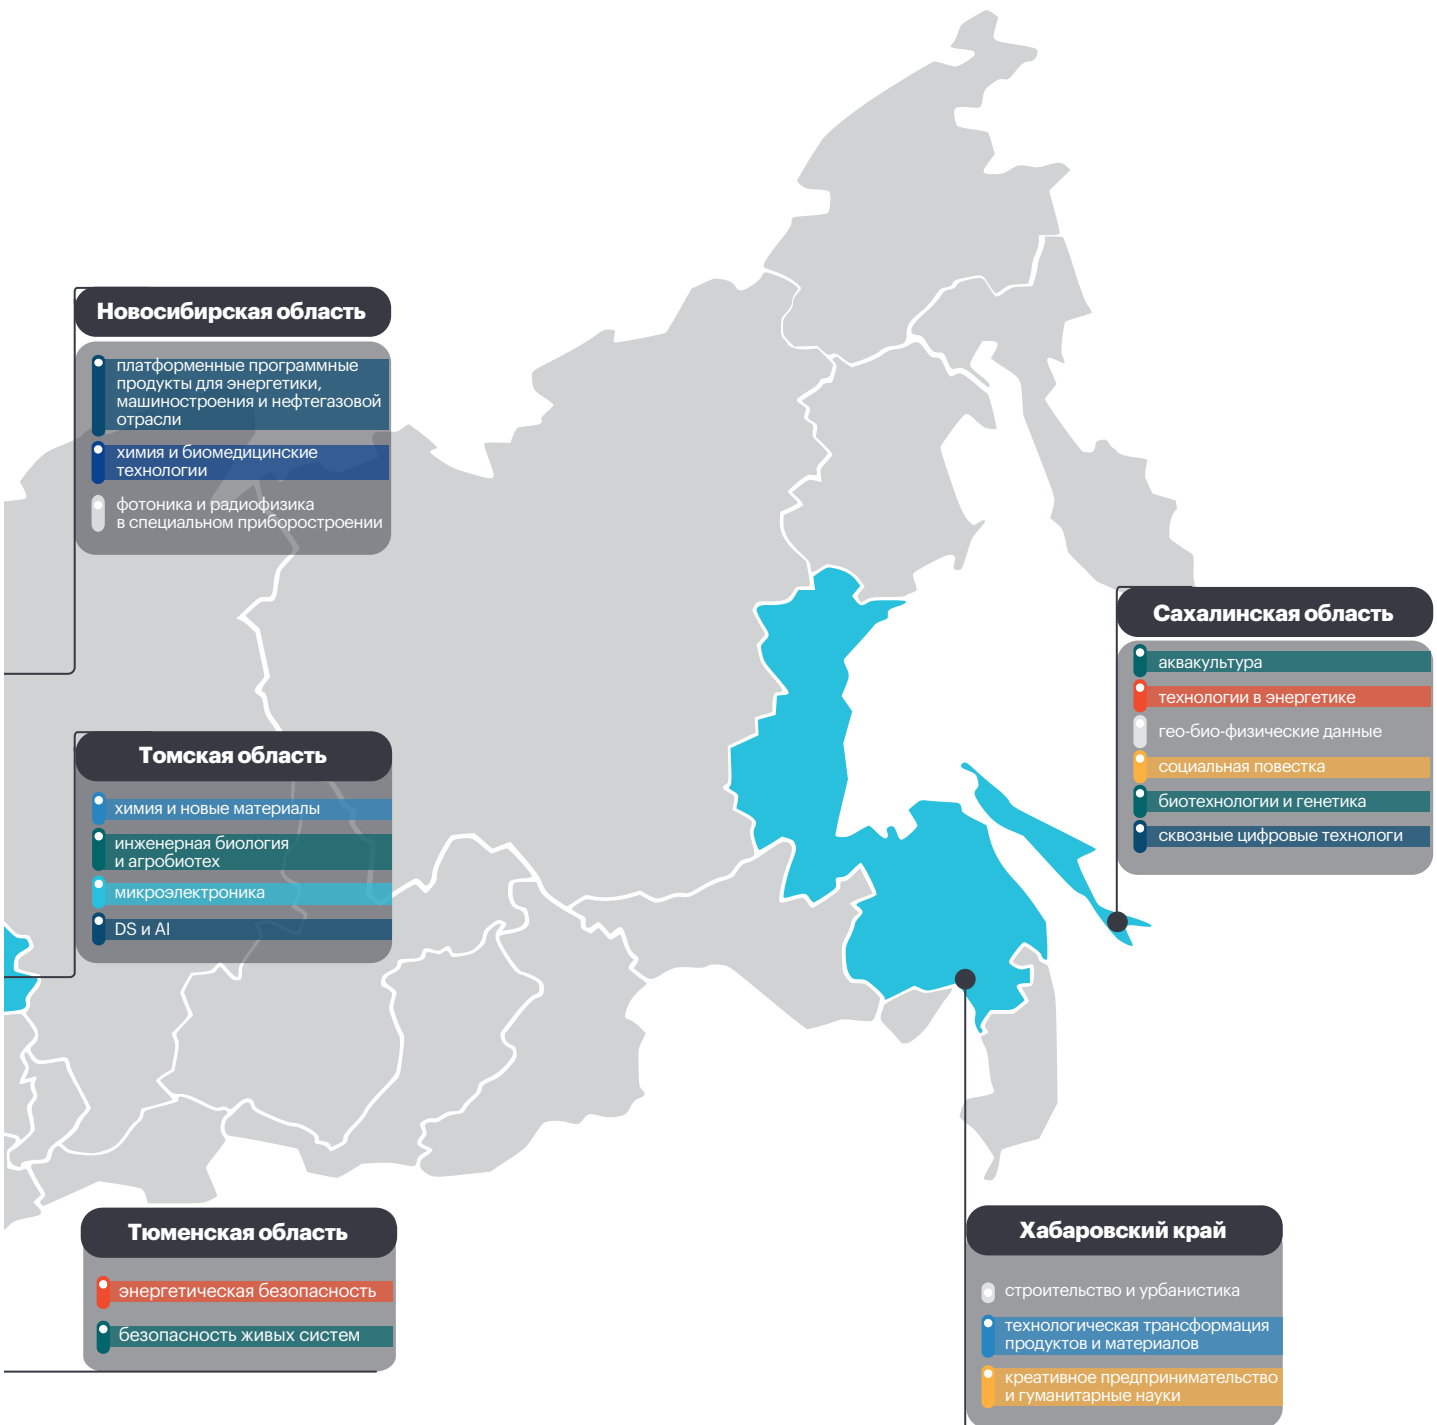 Новосибирская область
платформенные программные
продукты для энергетики,
машиностроения и нефтегазовой
отрасли
химия и биомедицинские
технологии
фотоника и радиофизика
в специальном приборостроении
Сахалинская область
аквакультура
технологии в энергетике
гео-био-физические данные
социальная повестка
биотехнологии и генетика
сквозные цифровые технологи
Томская область
химия и новые материалы
инженерная биология
и агробиотех
микроэлектроника
DS и AI
Тюменская область
энергетическая безопасность
безопасность живых систем
Хабаровский край
строительство и урбанистика
технологическая трансформация
продуктов и материалов
креативное предпринимательство
и гуманитарные науки